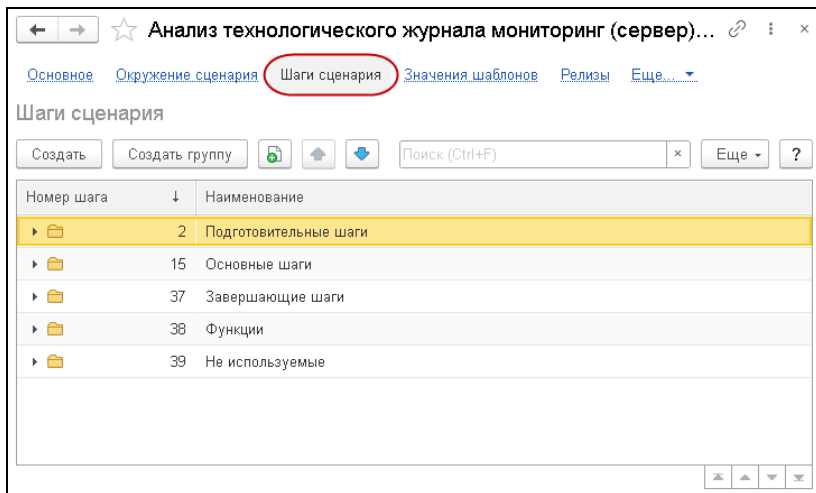 Анализ технологического журнала мониторинг (сервер)...
Основное Окружение сценария Шаги сценария Значения шаблонов Релизы Еще...
Шаги сценария
Создать Создать группу Поиск (Ctrl+F) × Еще ?
Номер шага ↓ Наименование
2 Подготовительные шаги
15 Основные шаги
37 Завершающие шаги
38 Функции
39 Не используемые